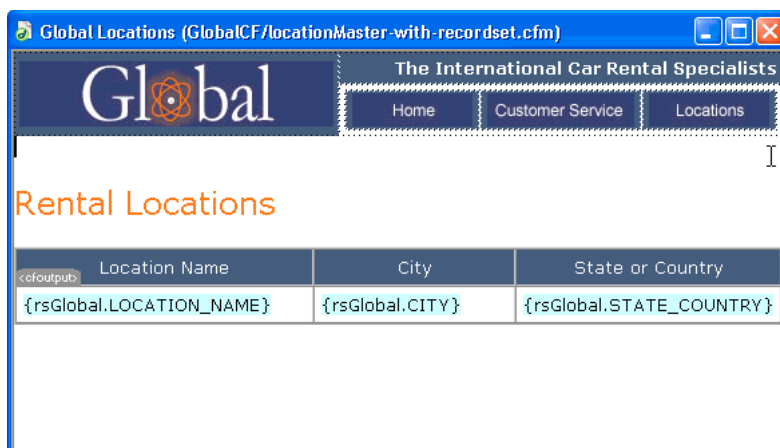 Global Locations (GlobalCF/locationMaster-with-recordset.cfm)
Global
The International Car Rental Specialists
Home Customer Service Locations
Rental Locations
<cfoutput>
Location Name City State or Country
{rsGlobal.LOCATION_NAME} {rsGlobal.CITY} {rsGlobal.STATE_COUNTRY}